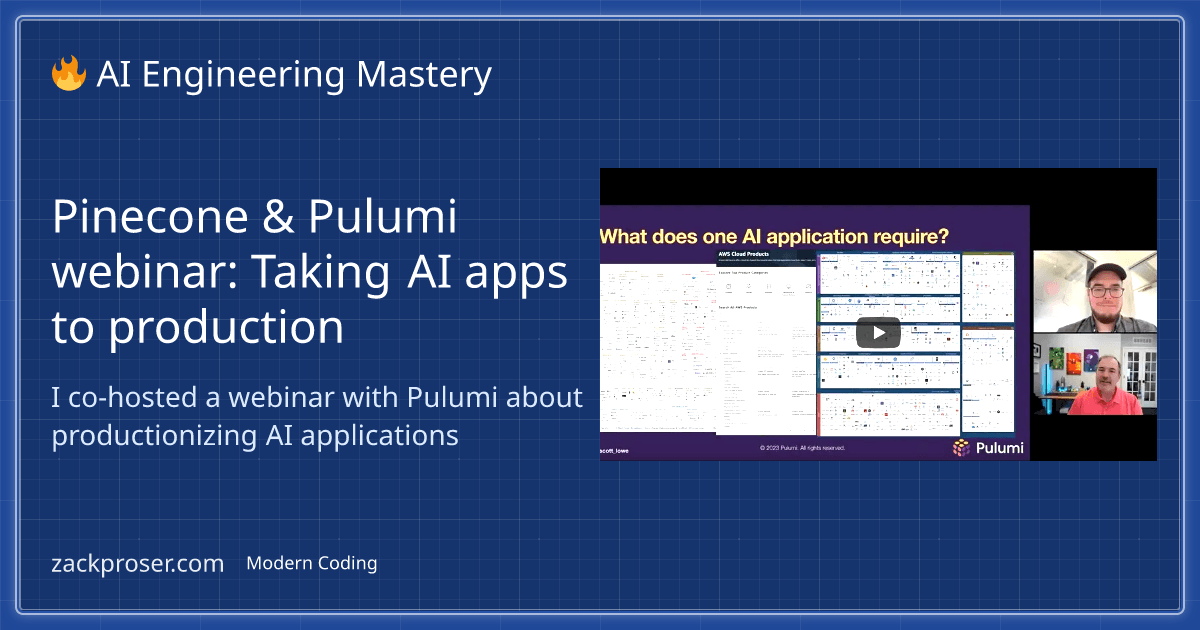 AI Engineering Mastery
Pinecone & Pulumi
webinar: Taking AI apps
to production
I co-hosted a webinar with Pulumi about
productionizing AI applications
What does one AI application require?
AWS Cloud Products
scott_lowe
© 2023 Pulumi. All rights reserved.
Pulumi
zackproser.com
Modern Coding